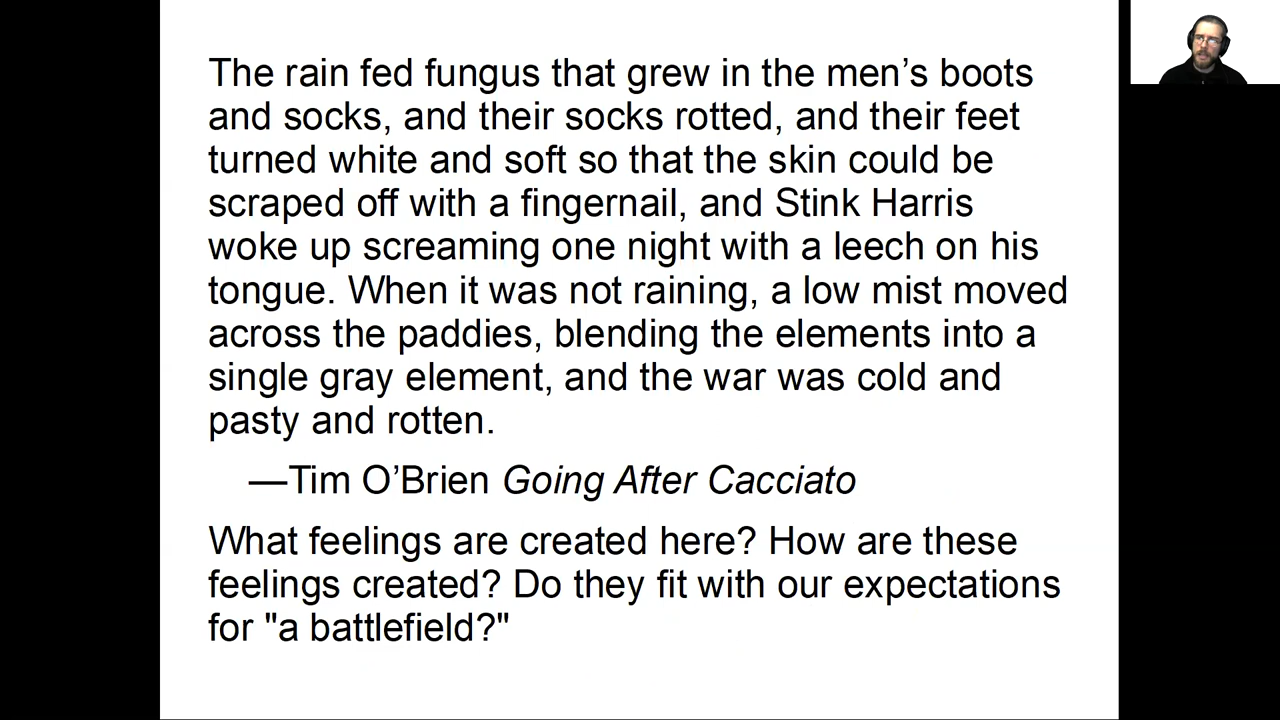 The rain fed fungus that grew in the men’s boots
and socks, and their socks rotted, and their feet
turned white and soft so that the skin could be
scraped off with a fingernail, and Stink Harris
woke up screaming one night with a leech on his
tongue. When it was not raining, a low mist moved
across the paddies, blending the elements into a
single gray element, and the war was cold and
pasty and rotten.
—Tim O’Brien Going After Cacciato
What feelings are created here? How are these
feelings created? Do they fit with our expectations
for "a battlefield?"